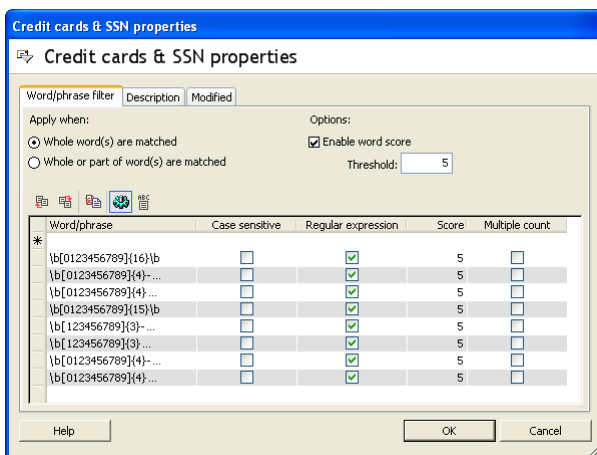 Credit cards & SSN properties
Credit cards & SSN properties
Word/phrase filter Description Modified
Apply when: Options:
Whole word(s) are matched Enable word score
Whole or part of word(s) are matched Threshold: 5
ABC
Word/phrase Case sensitive Regular expression Score Multiple count
*
\b[0123456789]{16}\b 5
\b[0123456789]{4}-... 5
\b[0123456789]{4} ... 5
\b[0123456789]{15}\b 5
\b[123456789]{3}-... 5
\b[123456789]{3} ... 5
\b[0123456789]{4}-... 5
\b[0123456789]{4} ... 5
Help OK Cancel